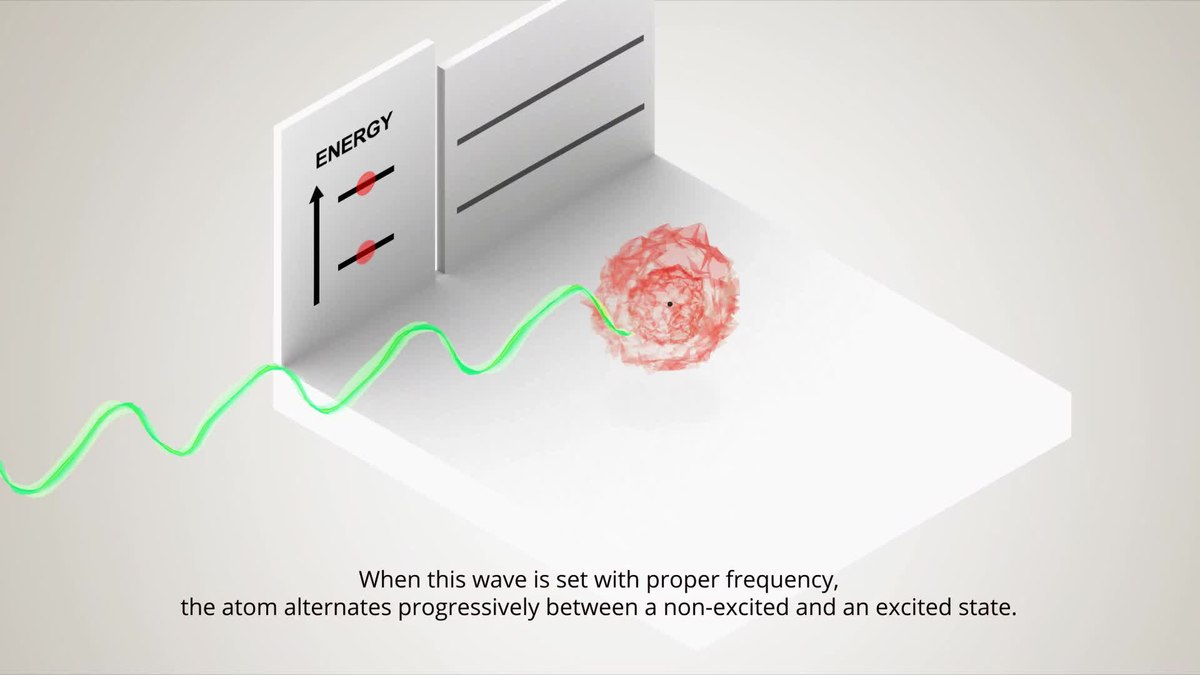 ENERGY
When this wave is set with proper frequency,
the atom alternates progressively between a non-excited and an excited state.